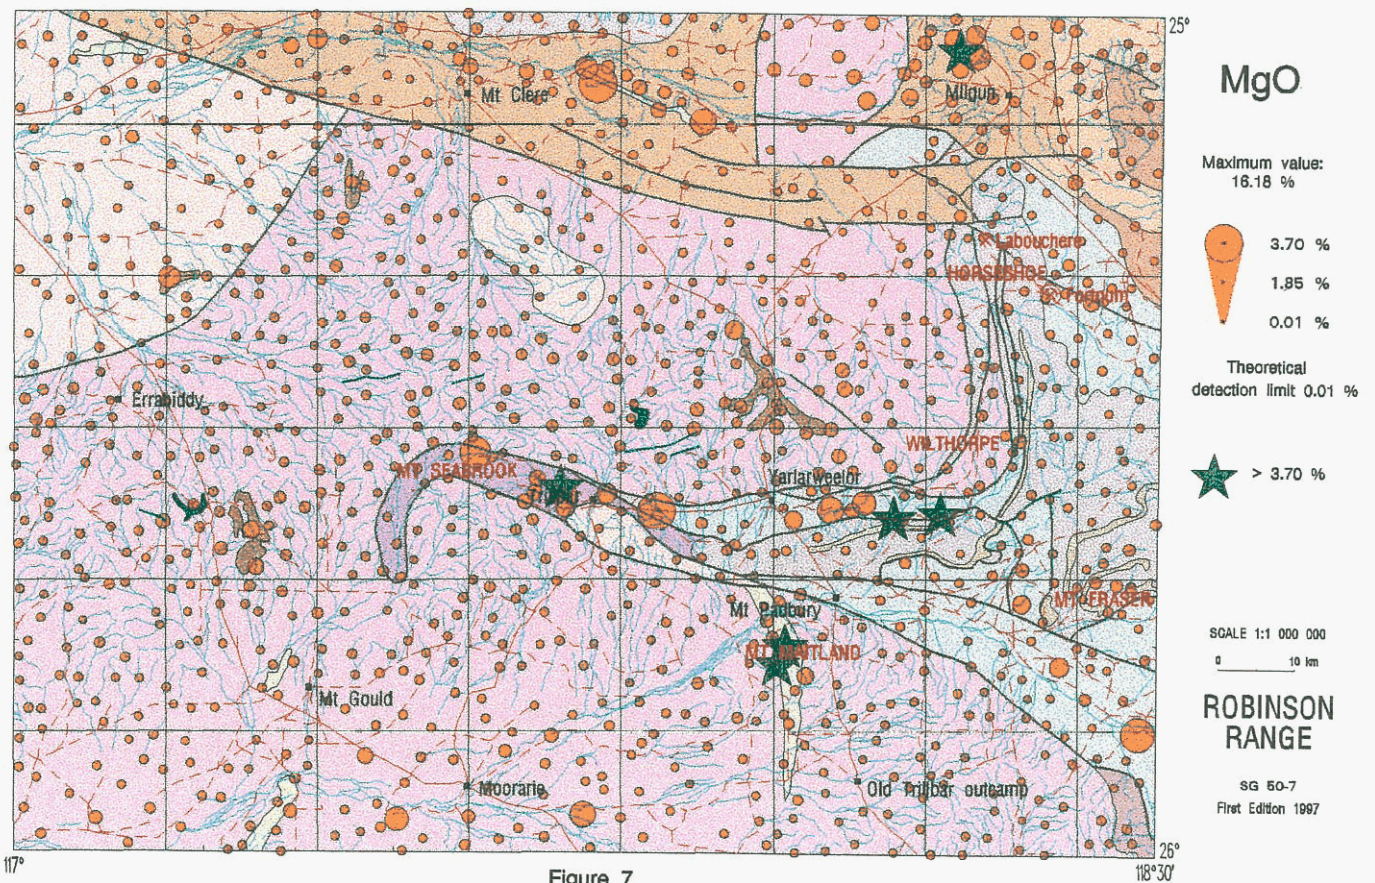 25°
MgO
Mt Clere
Milgun
Maximum value:
16.18 %
3.70 %
1.85 %
0.01 %
Labouchere
HORSESHOE
Theoretical
detection limit 0.01 %
Errabiddy
WILTHORPE
MT SEABROOK
Yarlarweelor
> 3.70 %
Mt Padbury
MT FRASER
MT MAITLAND
SCALE 1:1 000 000
0 10 km
Mt Gould
ROBINSON
RANGE
Moorarie
Old Trillbar outcamp
SG 50-7
First Edition 1997
117°
26°
118°30'
Figure 7